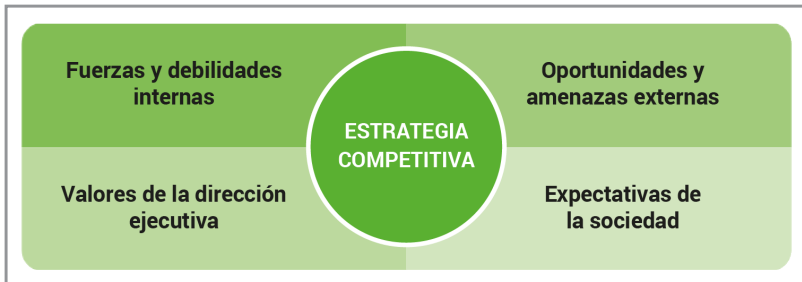 Fuerzas y debilidades
internas
Oportunidades y
amenazas externas
ESTRATEGIA
COMPETITIVA
Valores de la dirección
ejecutiva
Expectativas de
la sociedad